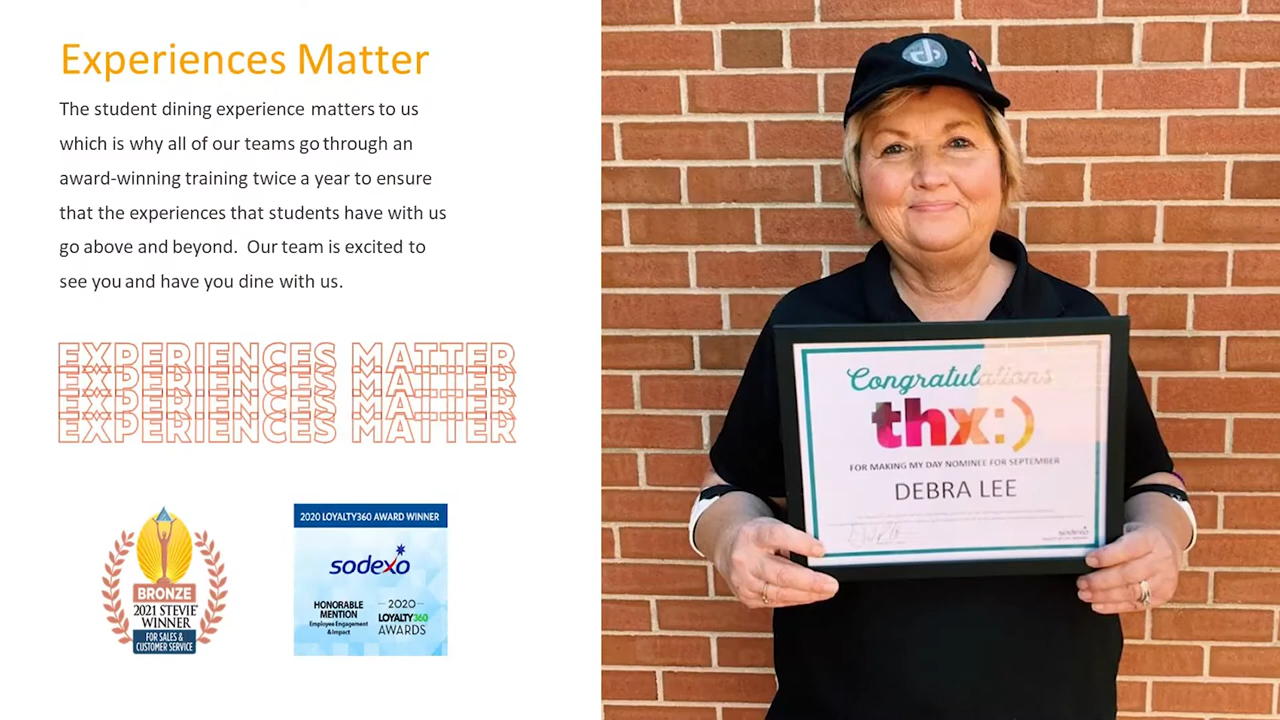 Experiences Matter
The student dining experience matters to us
which is why all of our teams go through an
award-winning training twice a year to ensure
that the experiences that students have with us
go above and beyond. Our team is excited to
see you and have you dine with us.
EXPERIENCES MATTER
EXPERIENCES MATTER
EXPERIENCES MATTER
EXPERIENCES MATTER
BRONZE
2021 STEVIE®
WINNER
FOR SALES &
CUSTOMER SERVICE
2020 LOYALTY360 AWARD WINNER
sodexo
HONORABLE
MENTION
Employee Engagement
& Impact
2020
LOYALTY360
AWARDS
Congratulations
thx:)
FOR MAKING MY DAY NOMINEE FOR SEPTEMBER
DEBRA LEE
sodexo